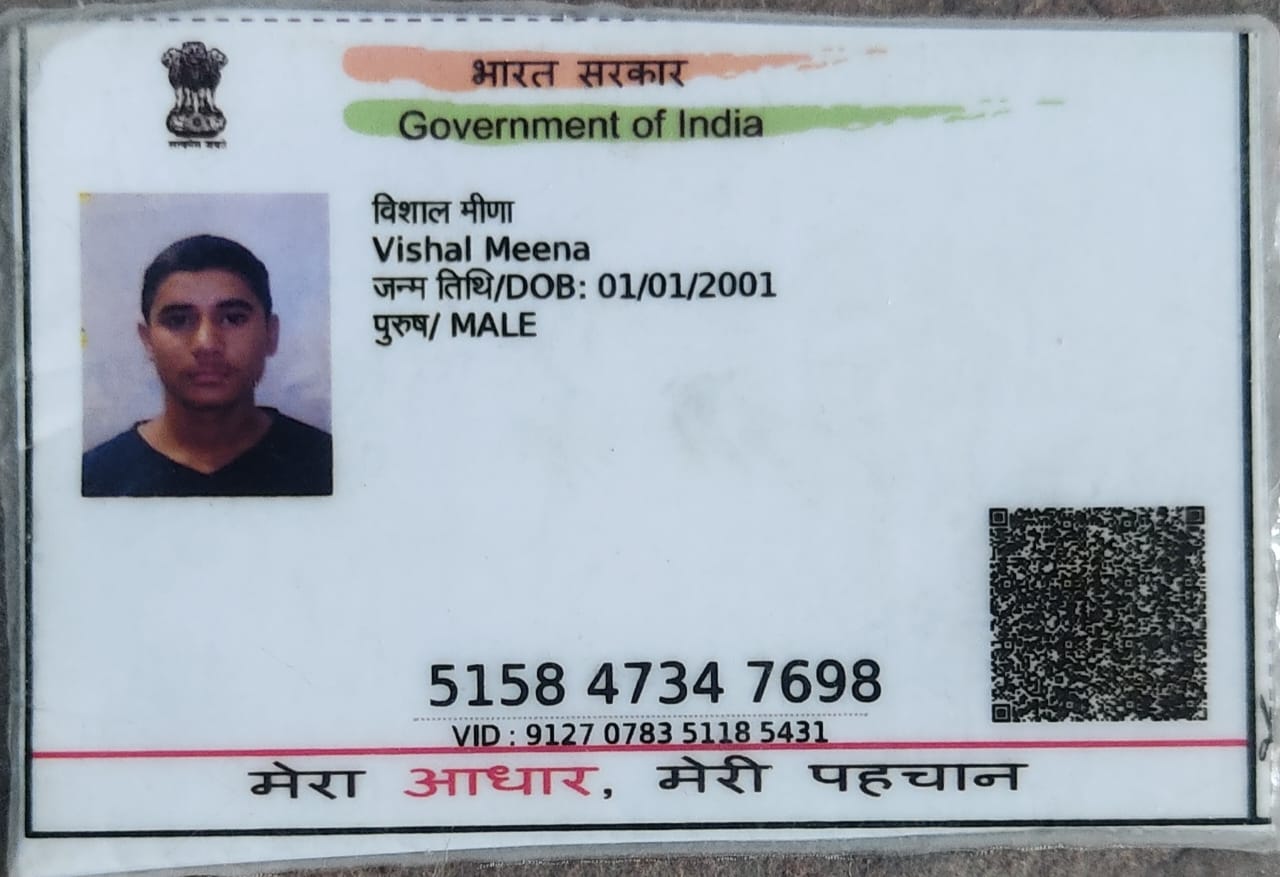 भारत सरकार
Government of India
सत्यमेव जयते
विशाल मीणा
Vishal Meena
जन्म तिथि/DOB: 01/01/2001
पुरुष/ MALE
5158 4734 7698
VID : 9127 0783 5118 5431
मेरा आधार, मेरी पहचान